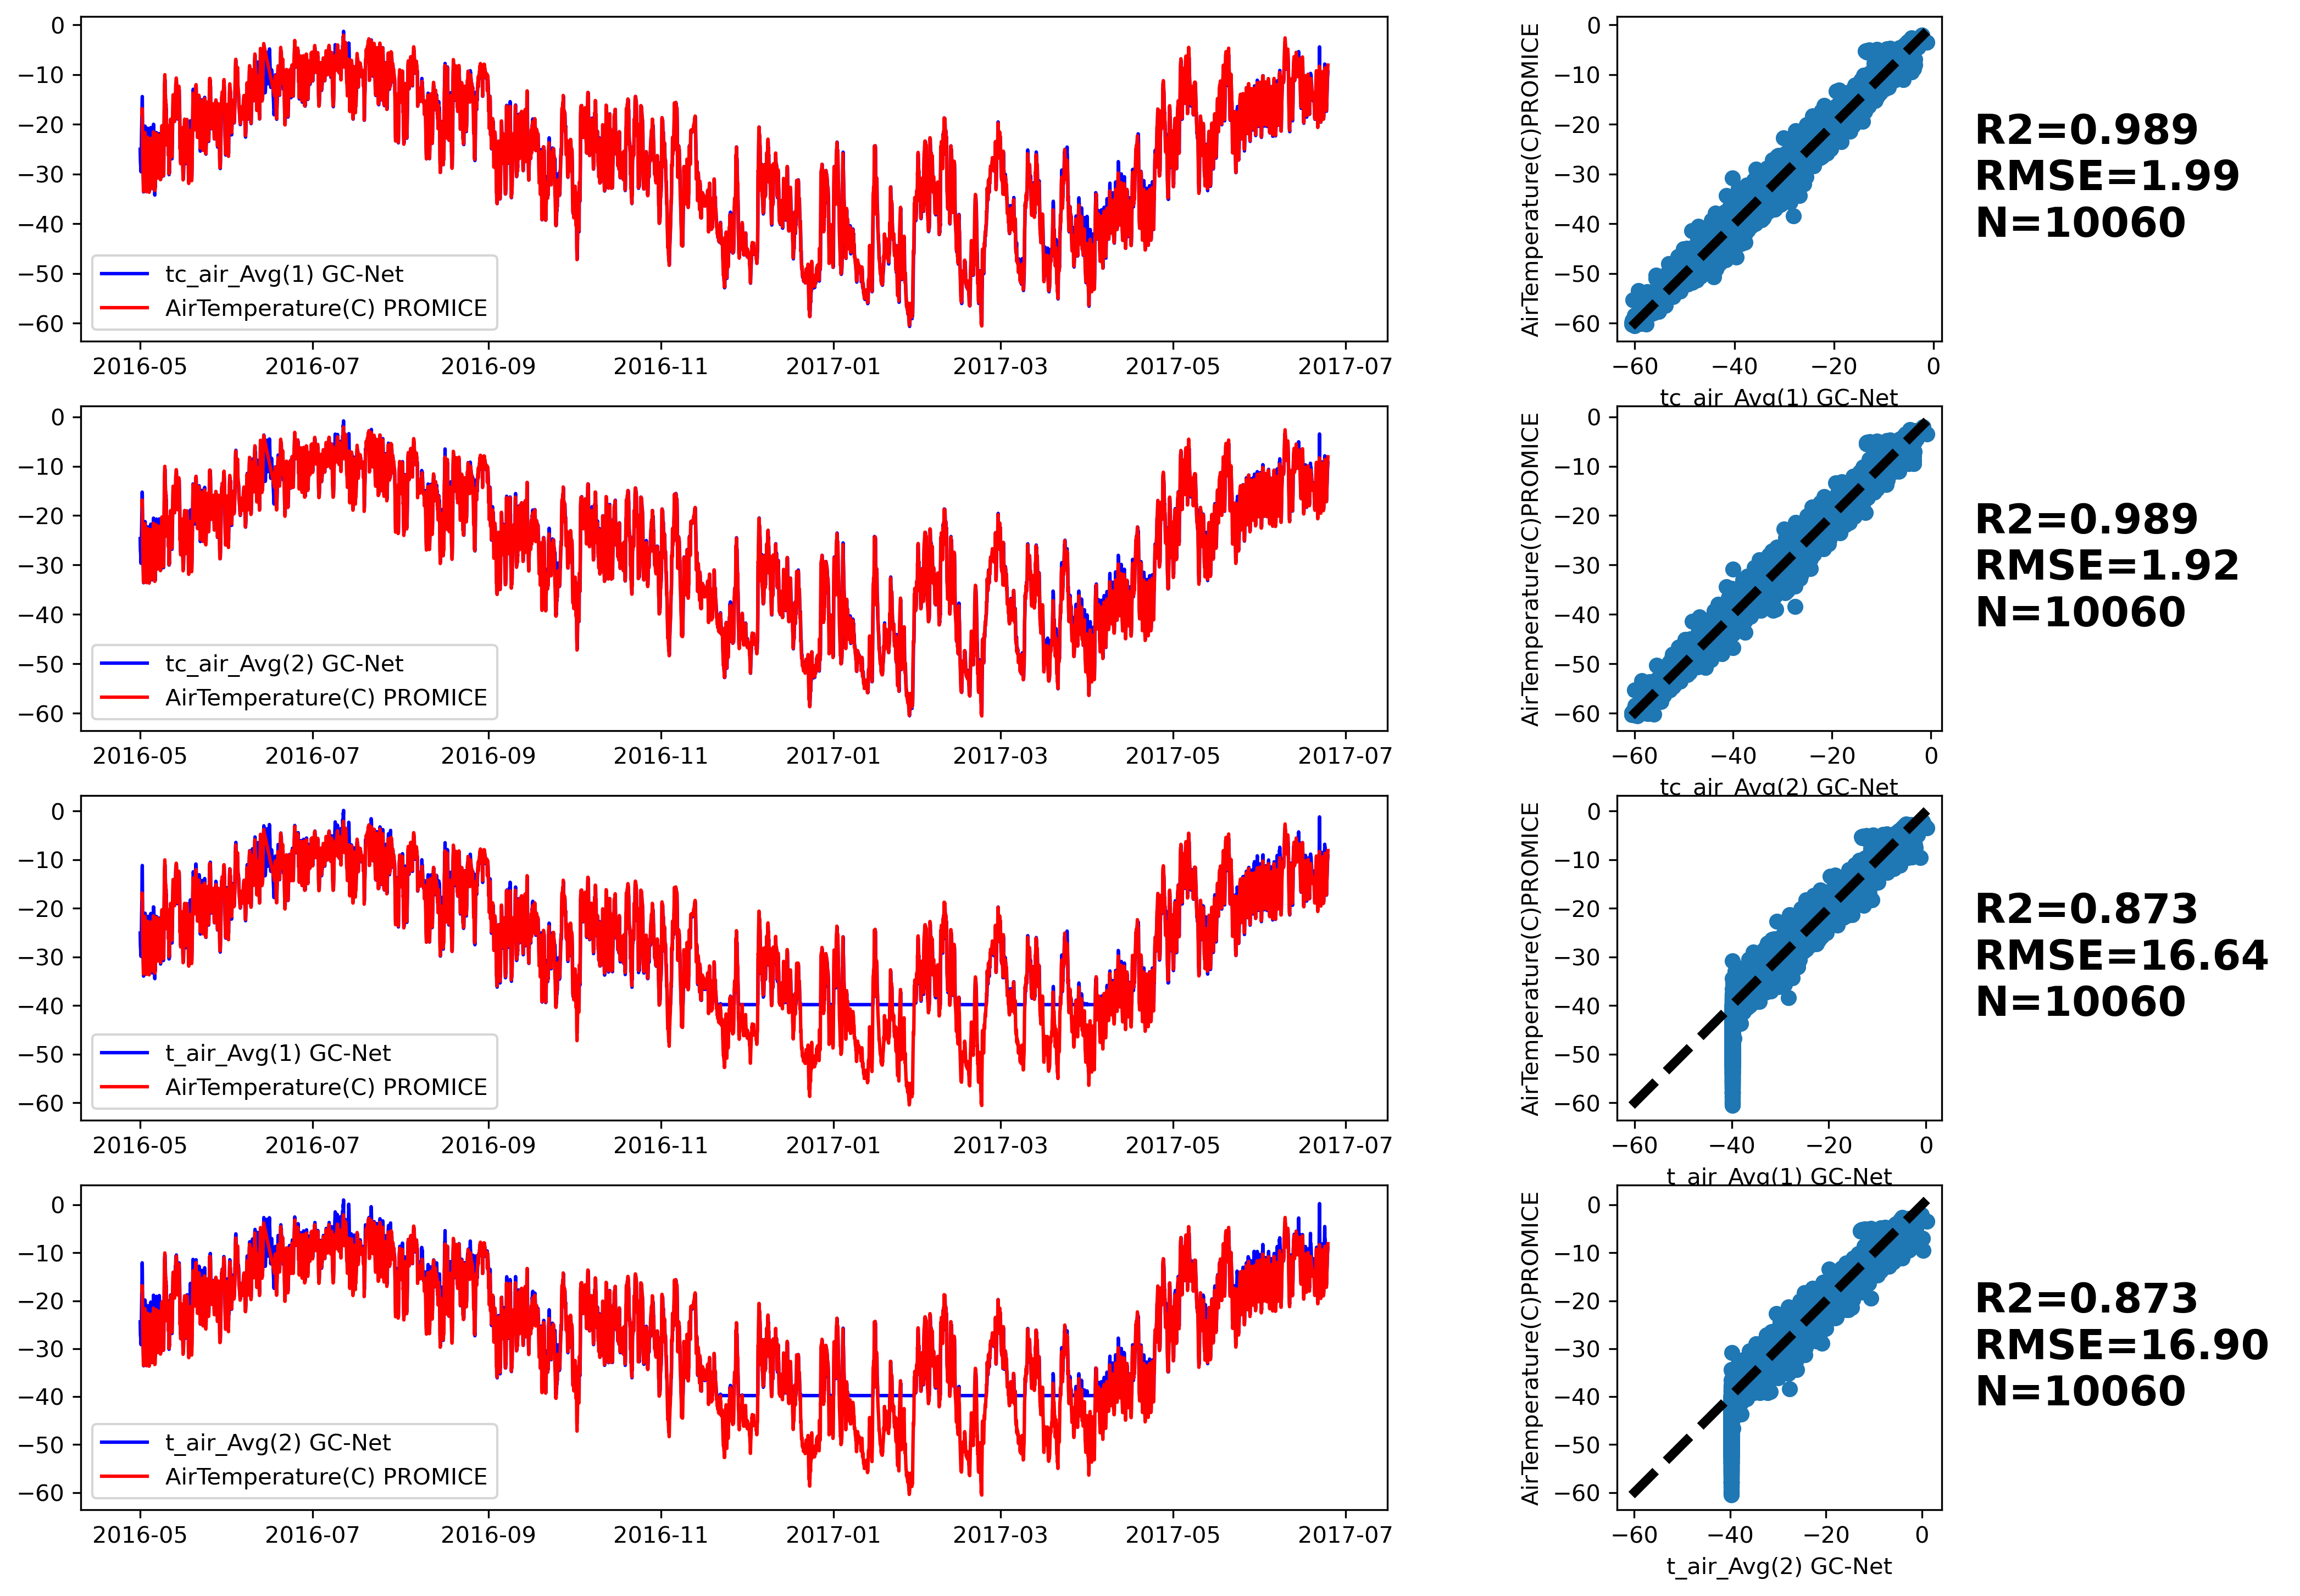 0
−10
−20
−30
−40
−50
−60
tc_air_Avg(1) GC-Net
AirTemperature(C) PROMICE
2016-05 2016-07 2016-09 2016-11 2017-01 2017-03 2017-05 2017-07
AirTemperature(C)PROMICE
0
−10
−20
−30
−40
−50
−60
−60 −40 −20 0
tc_air_Avg(1) GC-Net
R2=0.989
RMSE=1.99
N=10060
0
−10
−20
−30
−40
−50
−60
tc_air_Avg(2) GC-Net
AirTemperature(C) PROMICE
2016-05 2016-07 2016-09 2016-11 2017-01 2017-03 2017-05 2017-07
AirTemperature(C)PROMICE
0
−10
−20
−30
−40
−50
−60
−60 −40 −20 0
tc_air_Avg(2) GC-Net
R2=0.989
RMSE=1.92
N=10060
0
−10
−20
−30
−40
−50
−60
t_air_Avg(1) GC-Net
AirTemperature(C) PROMICE
2016-05 2016-07 2016-09 2016-11 2017-01 2017-03 2017-05 2017-07
AirTemperature(C)PROMICE
0
−10
−20
−30
−40
−50
−60
−60 −40 −20 0
t_air_Avg(1) GC-Net
R2=0.873
RMSE=16.64
N=10060
0
−10
−20
−30
−40
−50
−60
t_air_Avg(2) GC-Net
AirTemperature(C) PROMICE
2016-05 2016-07 2016-09 2016-11 2017-01 2017-03 2017-05 2017-07
AirTemperature(C)PROMICE
0
−10
−20
−30
−40
−50
−60
−60 −40 −20 0
t_air_Avg(2) GC-Net
R2=0.873
RMSE=16.90
N=10060